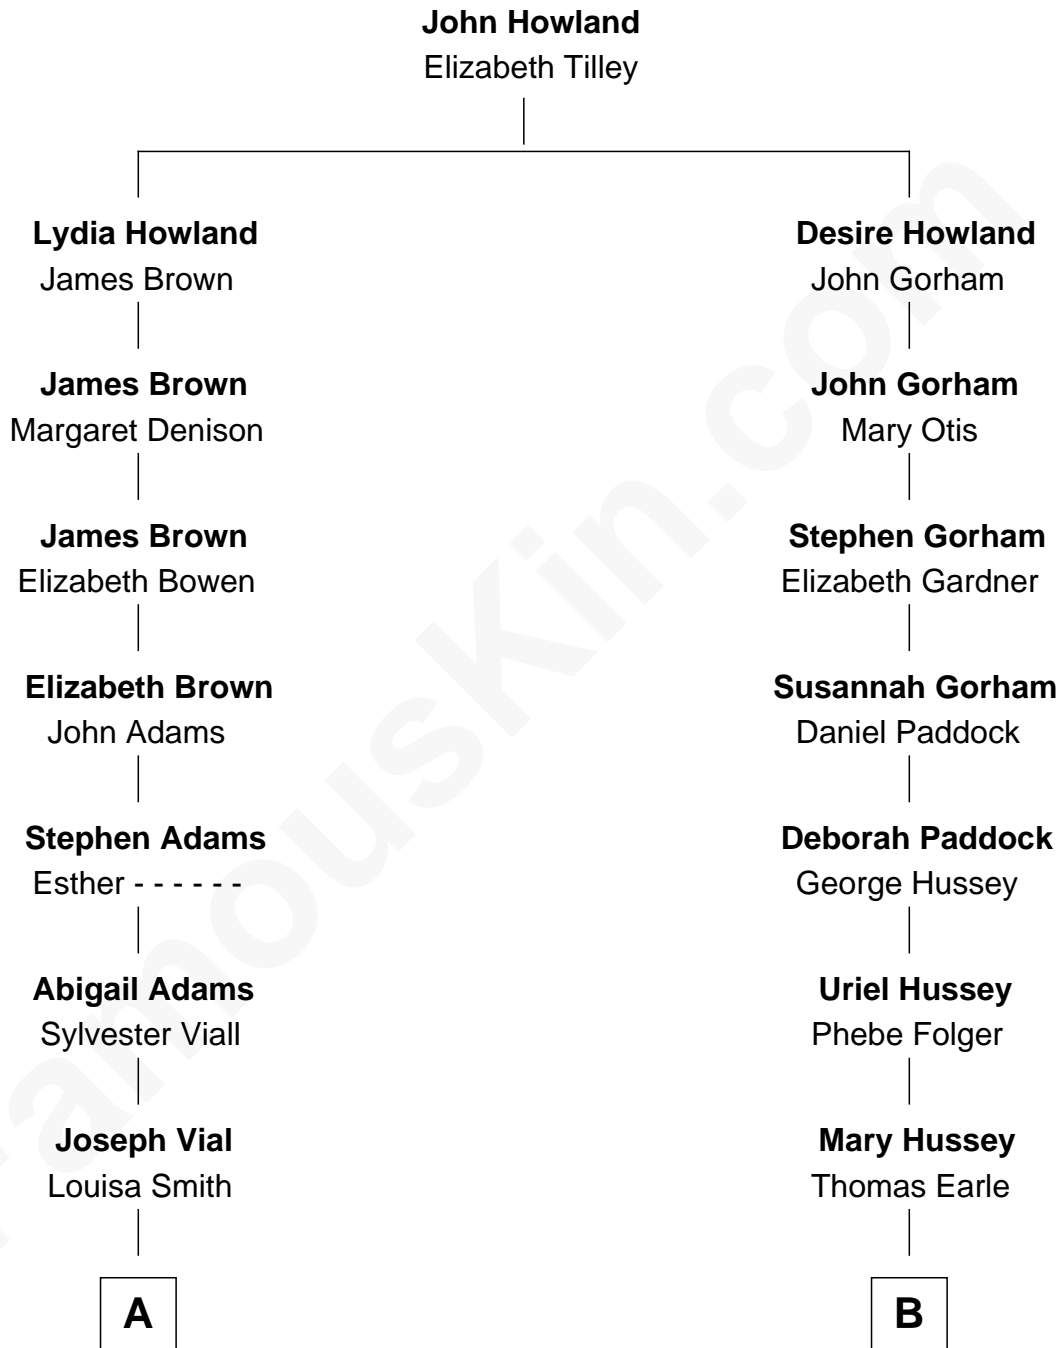 John Howland
Elizabeth Tilley
Lydia Howland
James Brown
Desire Howland
John Gorham
James Brown
Margaret Denison
John Gorham
Mary Otis
James Brown
Elizabeth Bowen
Stephen Gorham
Elizabeth Gardner
Elizabeth Brown
John Adams
Susannah Gorham
Daniel Paddock
Stephen Adams
Esther - - - - - -
Deborah Paddock
George Hussey
Abigail Adams
Sylvester Viall
Uriel Hussey
Phebe Folger
Joseph Vial
Louisa Smith
Mary Hussey
Thomas Earle
A
B
FamousKin.com